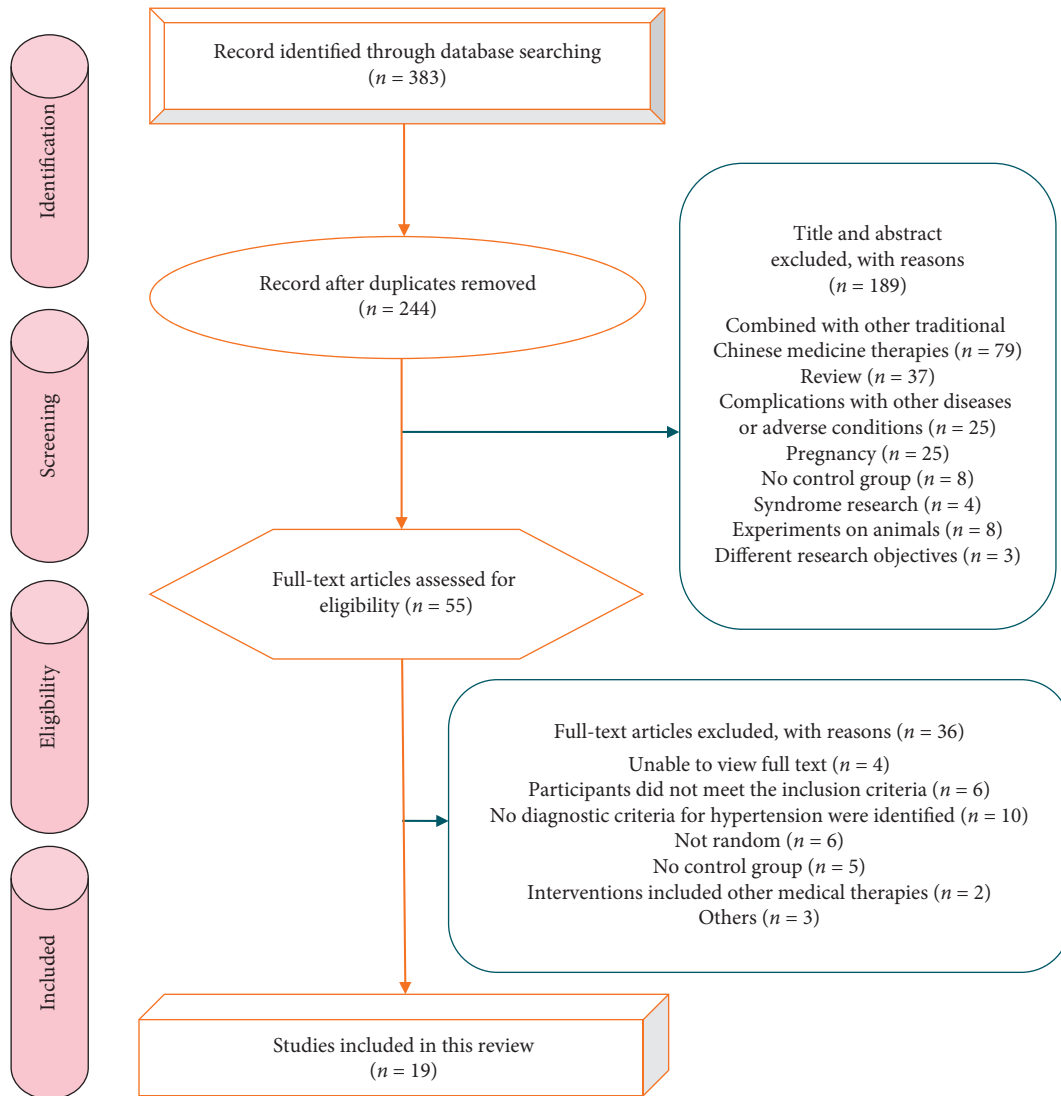 Identification
Record identified through database searching
(n = 383)
Record after duplicates removed
(n = 244)
Screening
Title and abstract
excluded, with reasons
(n = 189)
Combined with other traditional
Chinese medicine therapies (n = 79)
Review (n = 37)
Complications with other diseases
or adverse conditions (n = 25)
Pregnancy (n = 25)
No control group (n = 8)
Syndrome research (n = 4)
Experiments on animals (n = 8)
Different research objectives (n = 3)
Eligibility
Full-text articles assessed for
eligibility (n = 55)
Full-text articles excluded, with reasons (n = 36)
Unable to view full text (n = 4)
Participants did not meet the inclusion criteria (n = 6)
No diagnostic criteria for hypertension were identified (n = 10)
Not random (n = 6)
No control group (n = 5)
Interventions included other medical therapies (n = 2)
Others (n = 3)
Included
Studies included in this review
(n = 19)